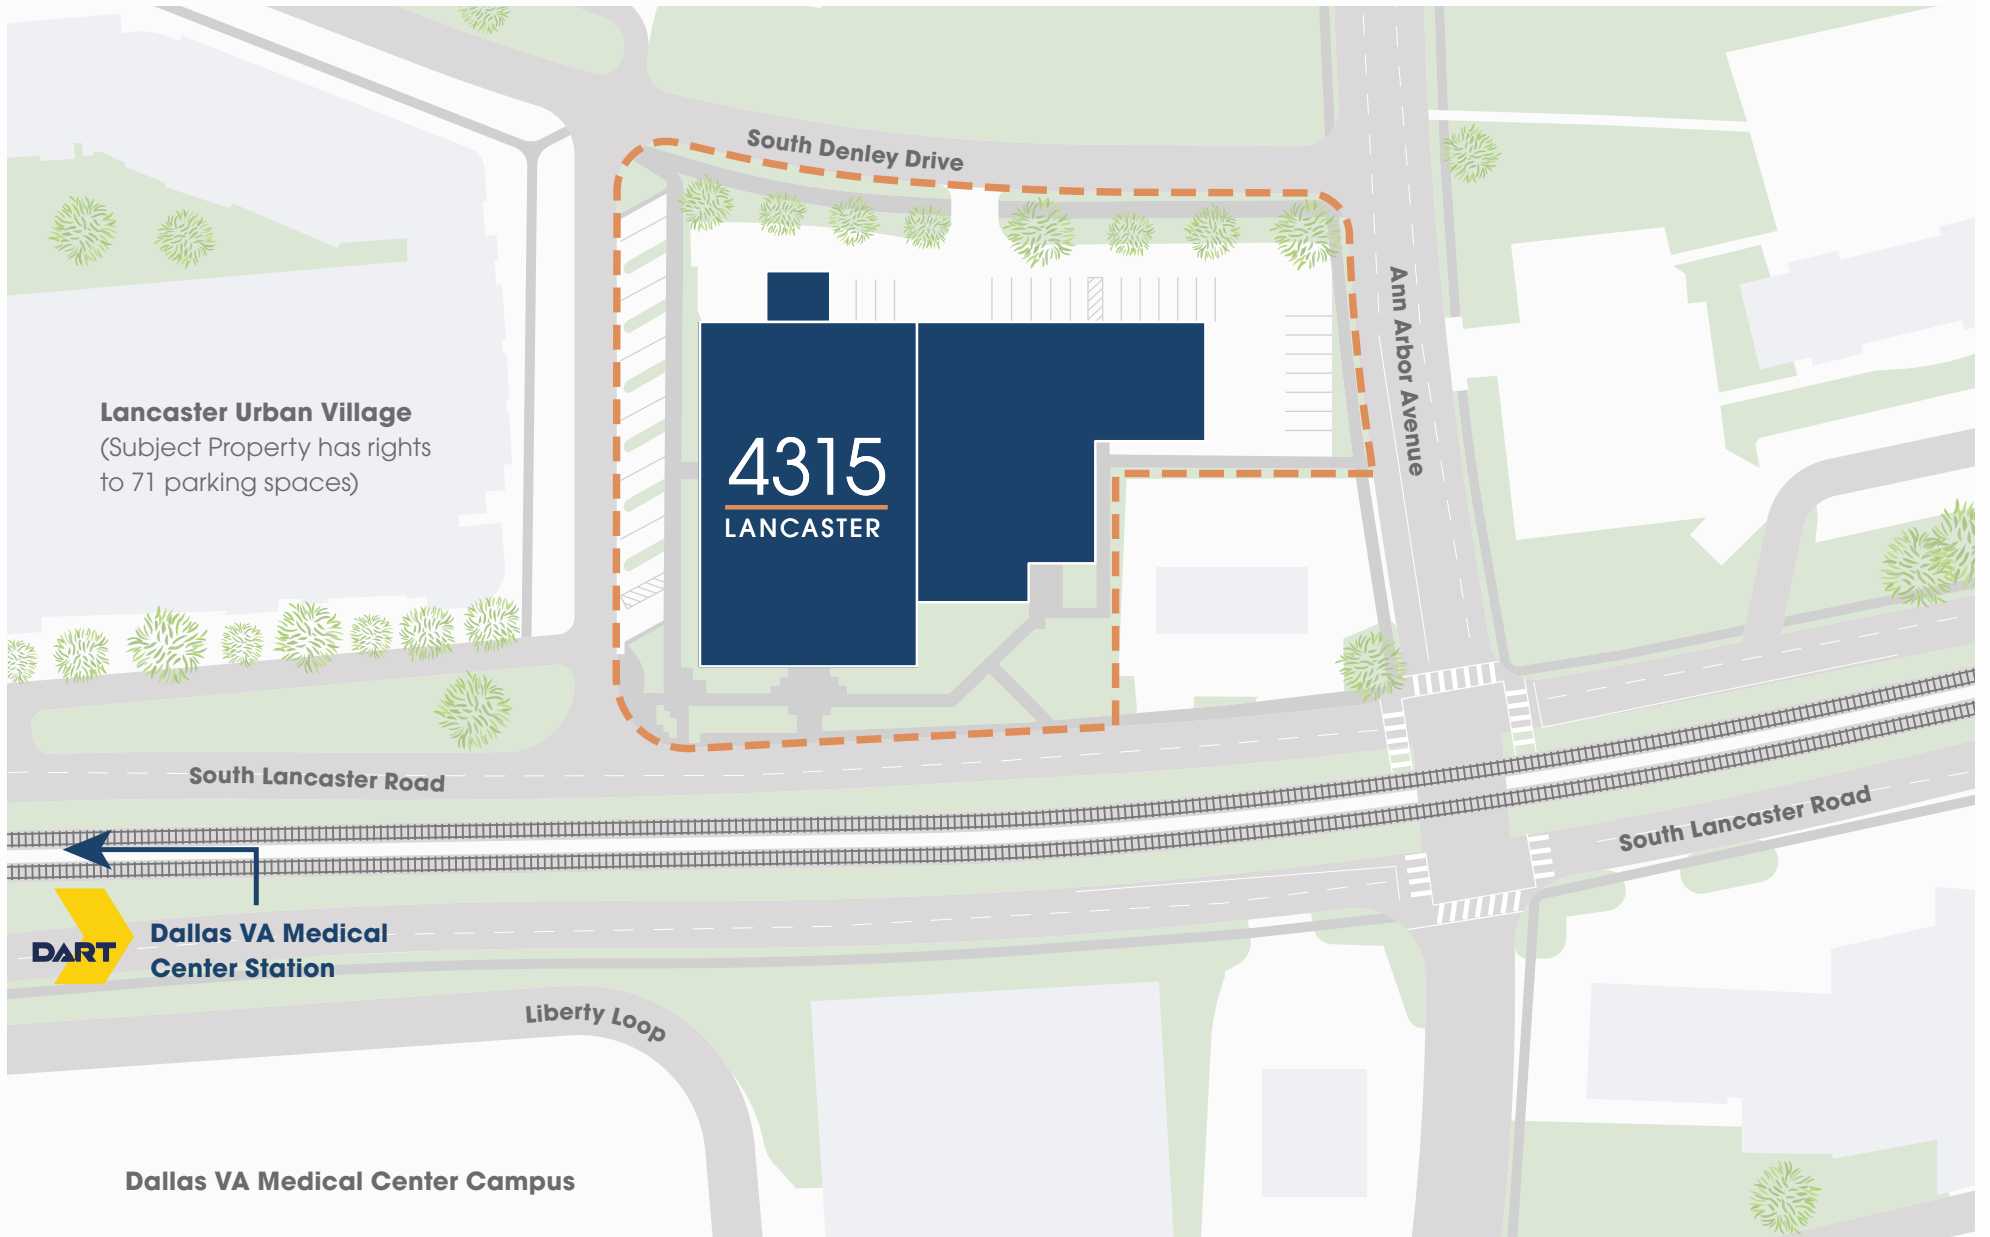 South Denley Drive
Ann Arbor Avenue
Lancaster Urban Village
(Subject Property has rights
to 71 parking spaces)
4315
LANCASTER
South Lancaster Road
South Lancaster Road
DART
Dallas VA Medical
Center Station
Liberty Loop
Dallas VA Medical Center Campus